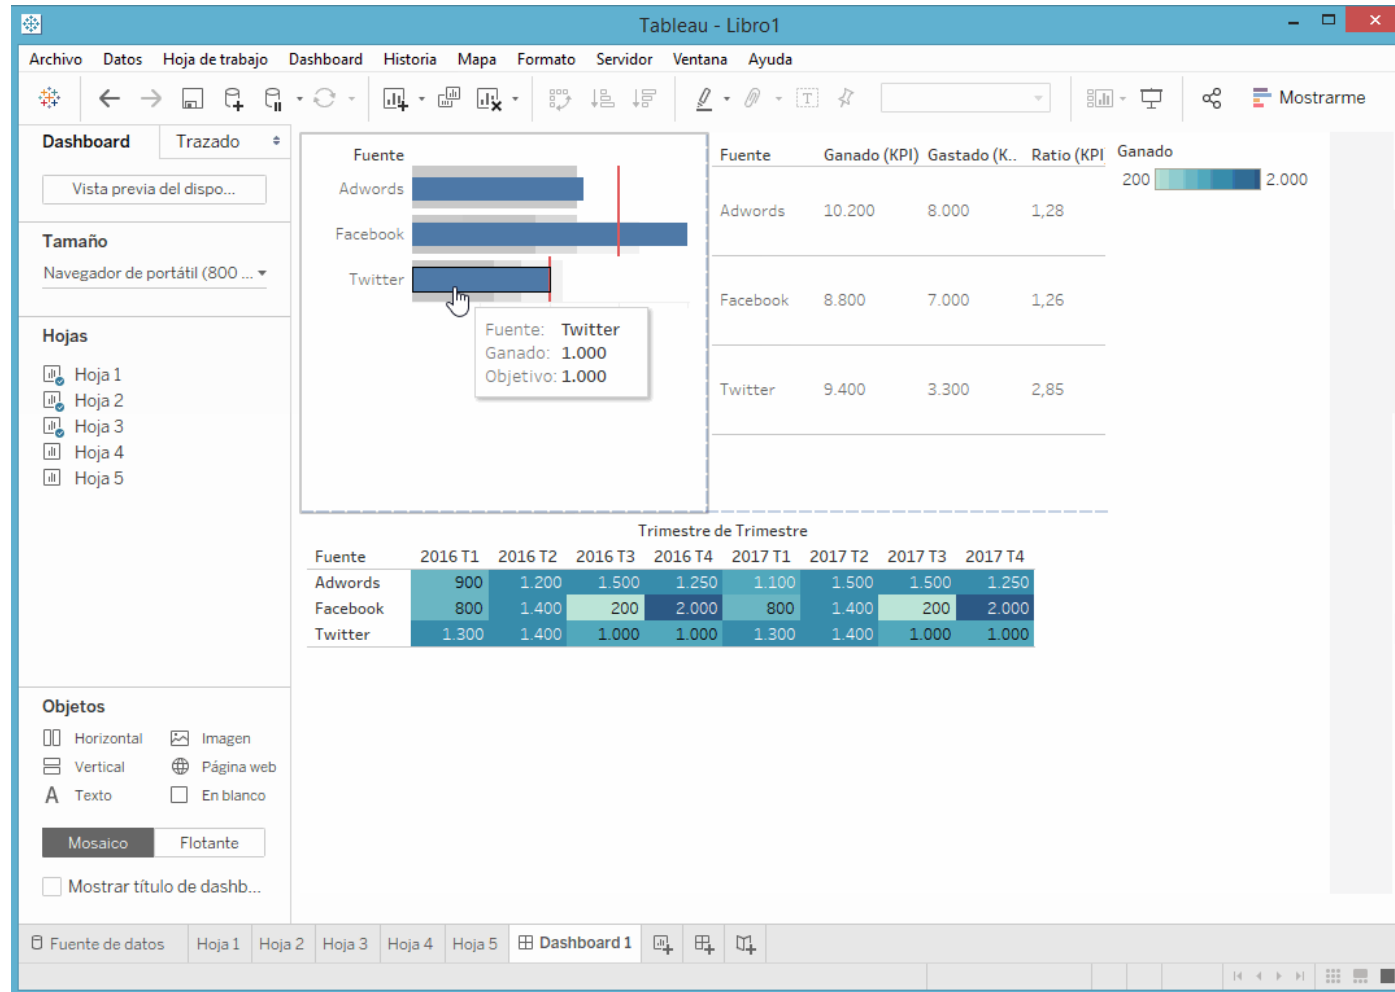 Tableau - Libro1
Archivo Datos Hoja de trabajo Dashboard Historia Mapa Formato Servidor Ventana Ayuda
Mostrarme
Dashboard Trazado
Vista previa del dispo...
Tamaño
Navegador de portátil (800 ...
Hojas
Hoja 1
Hoja 2
Hoja 3
Hoja 4
Hoja 5
Objetos
Horizontal Imagen
Vertical Página web
A Texto En blanco
Mosaico Flotante
Mostrar título de dashb...
Fuente
Adwords
Facebook
Twitter
Fuente: Twitter
Ganado: 1.000
Objetivo: 1.000
Fuente Ganado (KPI) Gastado (K.. Ratio (KPI
Adwords 10.200 8.000 1,28
Facebook 8.800 7.000 1,26
Twitter 9.400 3.300 2,85
Ganado
200 2.000
Trimestre de Trimestre
Fuente 2016 T1 2016 T2 2016 T3 2016 T4 2017 T1 2017 T2 2017 T3 2017 T4
Adwords 900 1.200 1.500 1.250 1.100 1.500 1.500 1.250
Facebook 800 1.400 200 2.000 800 1.400 200 2.000
Twitter 1.300 1.400 1.000 1.000 1.300 1.400 1.000 1.000
Fuente de datos Hoja 1 Hoja 2 Hoja 3 Hoja 4 Hoja 5 Dashboard 1